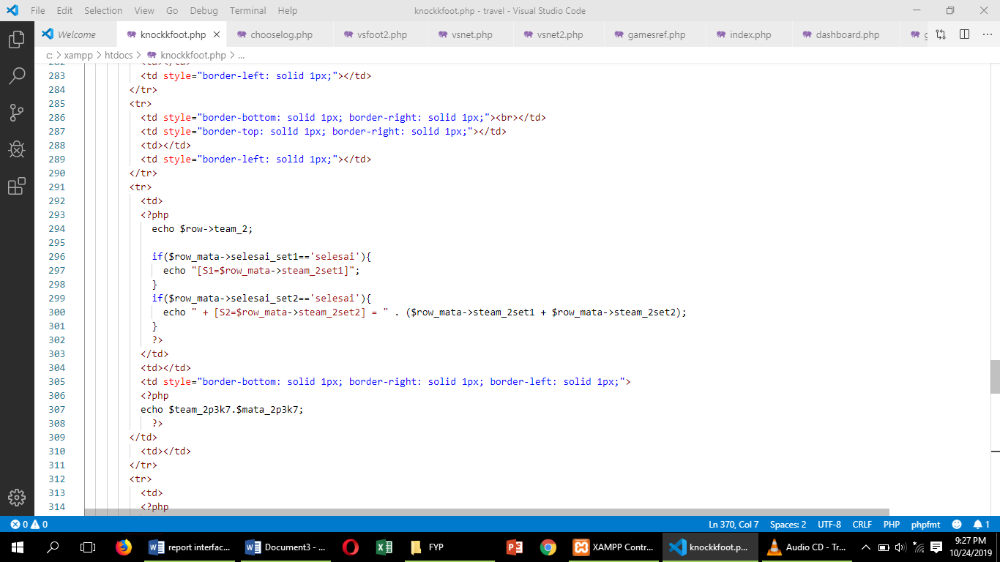 File Edit Selection View Go Debug Terminal Help knockkfoot.php - travel - Visual Studio Code
Welcome knockkfoot.php chooselog.php vsfoot2.php vsnet.php vsnet2.php gamesref.php index.php dashboard.php
c: > xampp > htdocs > knockkfoot.php > ...
282 <td></td>
283 <td style="border-left: solid 1px;"></td>
284 </tr>
285 <tr>
286 <td style="border-bottom: solid 1px; border-right: solid 1px;"><br></td>
287 <td style="border-top: solid 1px; border-right: solid 1px;"></td>
288 <td></td>
289 <td style="border-left: solid 1px;"></td>
290 </tr>
291 <tr>
292 <td>
293 <?php
294 echo $row->team_2;
295
296 if($row_mata->selesai_set1=='selesai'){
297 echo "[S1=$row_mata->steam_2set1]";
298 }
299 if($row_mata->selesai_set2=='selesai'){
300 echo " + [S2=$row_mata->steam_2set2] = " . ($row_mata->steam_2set1 + $row_mata->steam_2set2);
301 }
302 ?>
303 </td>
304 <td></td>
305 <td style="border-bottom: solid 1px; border-right: solid 1px; border-left: solid 1px;">
306 <?php
307 echo $team_2p3k7.$mata_2p3k7;
308 ?>
309 </td>
310 <td></td>
311 </tr>
312 <tr>
313 <td>
314 <?php
0 0 Ln 370, Col 7 Spaces: 2 UTF-8 CRLF PHP phpfmt 1
report interfac... Document3 - ... FYP XAMPP Contr... knockkfoot.p... Audio CD - Tr... 9:27 PM
10/24/2019